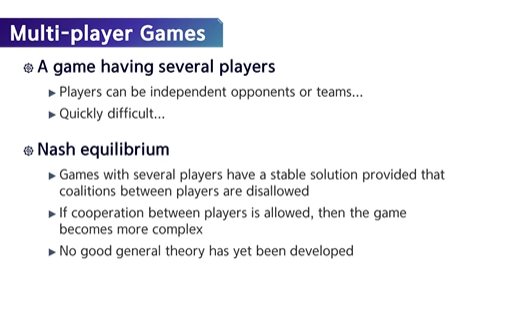 Multi-player Games
A game having several players
Players can be independent opponents or teams...
Quickly difficult...
Nash equilibrium
Games with several players have a stable solution provided that
coalitions between players are disallowed
If cooperation between players is allowed, then the game
becomes more complex
No good general theory has yet been developed